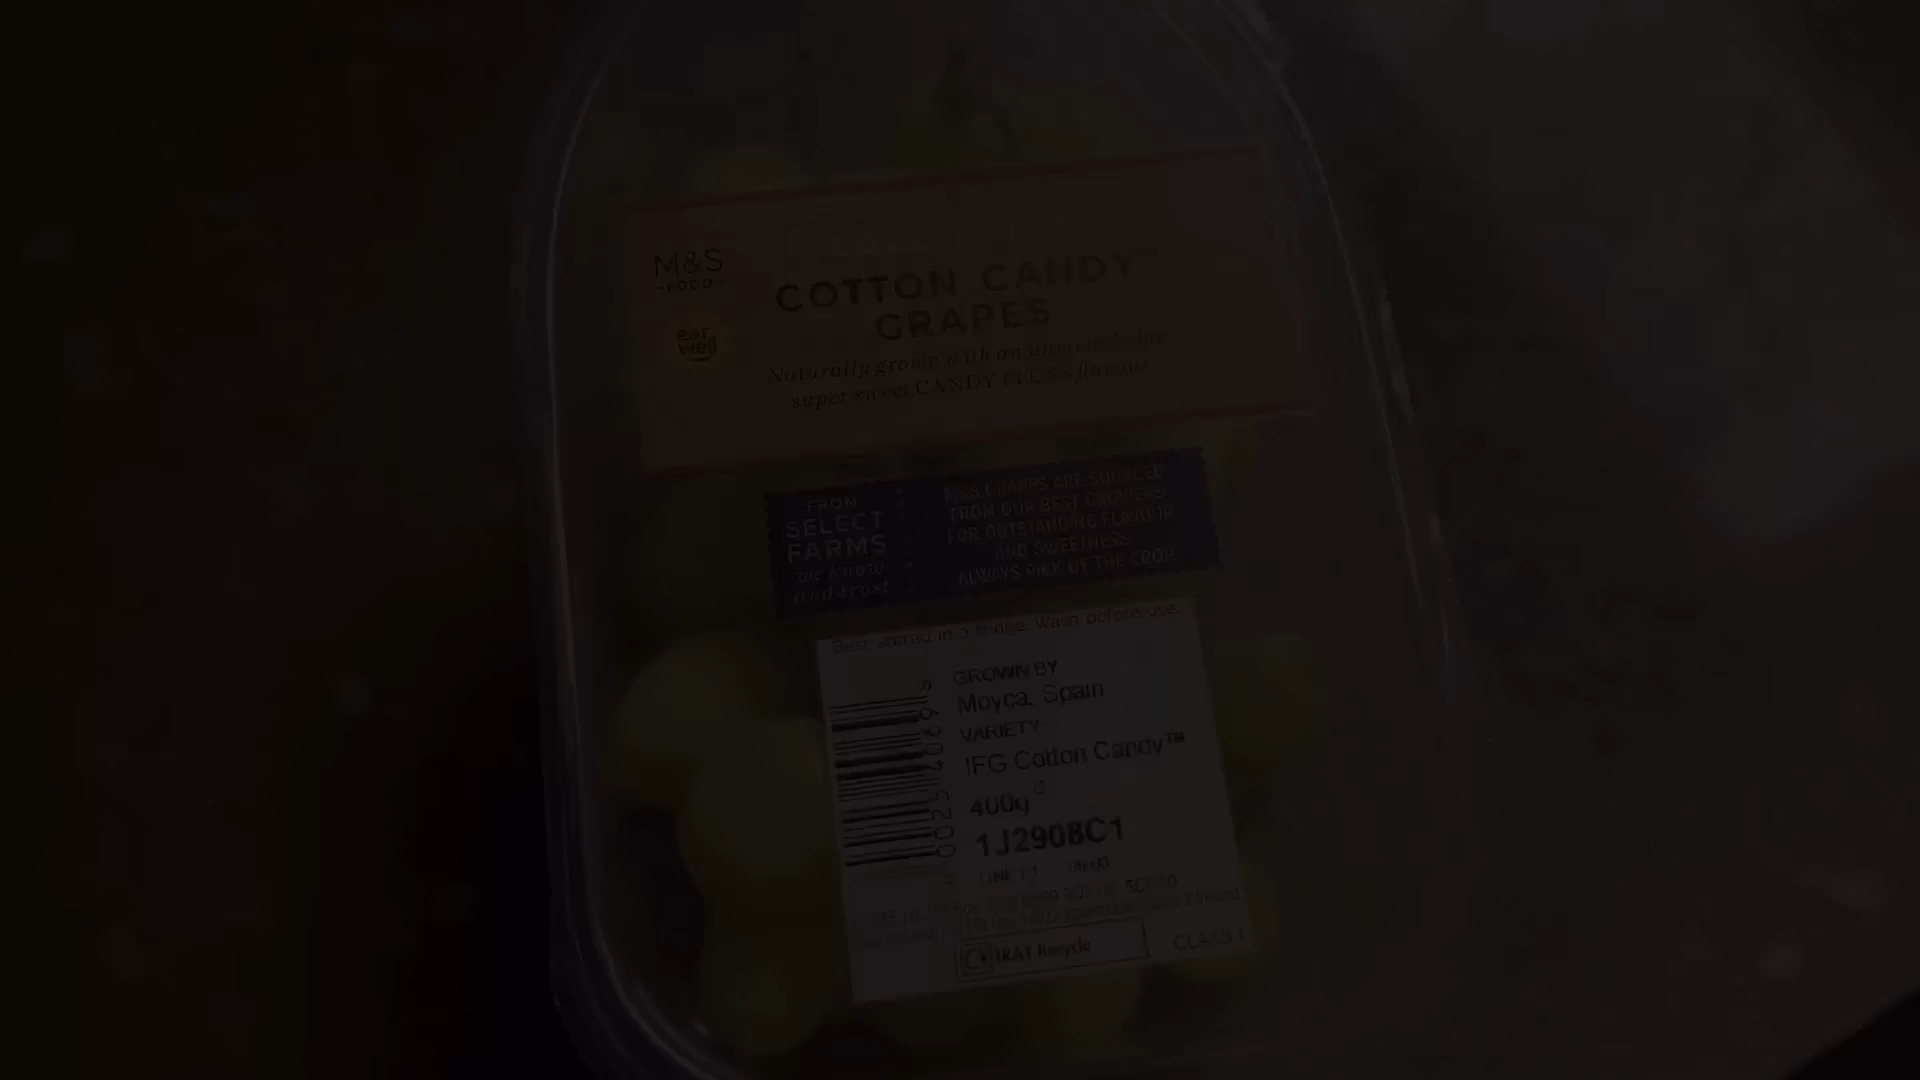 M&S
FOOD
eat
well
COTTON CANDY™
GRAPES
Naturally grown with an unmistakable
super sweet CANDY FLOSS flavour
FROM
SELECT
FARMS
we know
and trust
M&S GRAPES ARE SOURCED
FROM OUR BEST GROWERS
FOR OUTSTANDING FLAVOUR
AND SWEETNESS.
ALWAYS PICK OF THE CROP
Best stored in a fridge. Wash before use.
GROWN BY
Moyca, Spain
VARIETY
IFG Cotton Candy™
400g e
1J2908C1
LINE 09:03
CLASS I
Recycle